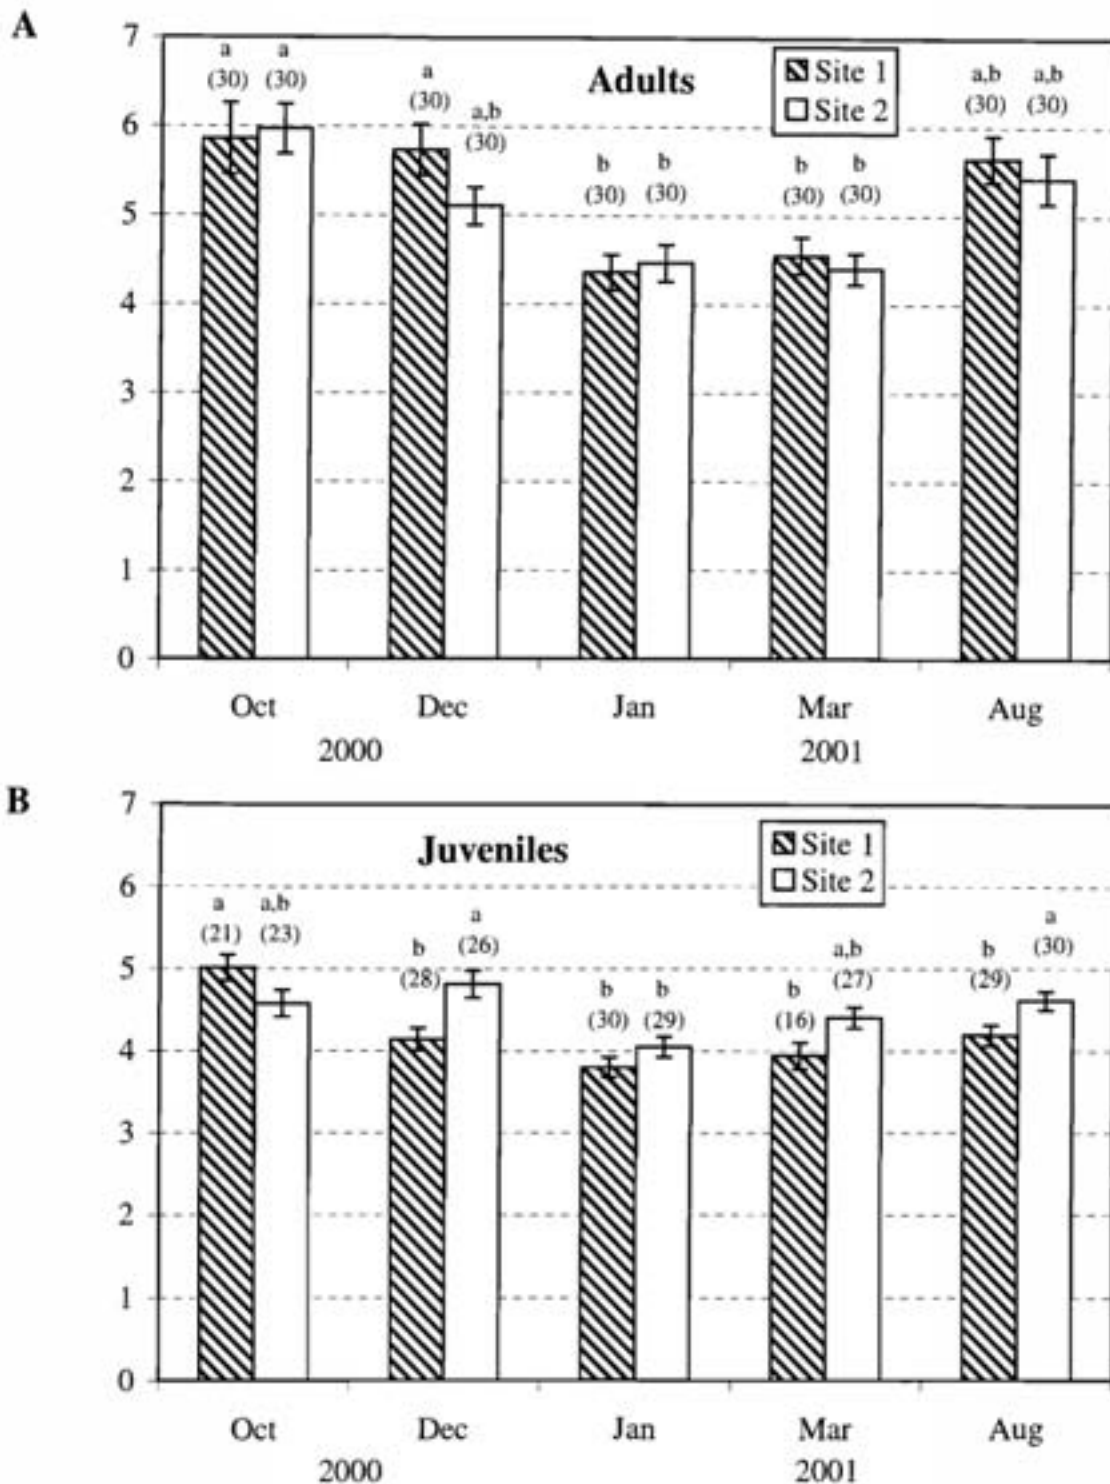 A
7
6
5
4
3
2
1
0
Adults
Site 1
Site 2
a a a a,b b b b b a,b a,b
(30) (30) (30) (30) (30) (30) (30) (30) (30) (30)
Oct Dec Jan Mar Aug
2000 2001
B
7
6
5
4
3
2
1
0
Juveniles
Site 1
Site 2
a a,b b a b b b a,b b a
(21) (23) (28) (26) (30) (29) (16) (27) (29) (30)
Oct Dec Jan Mar Aug
2000 2001